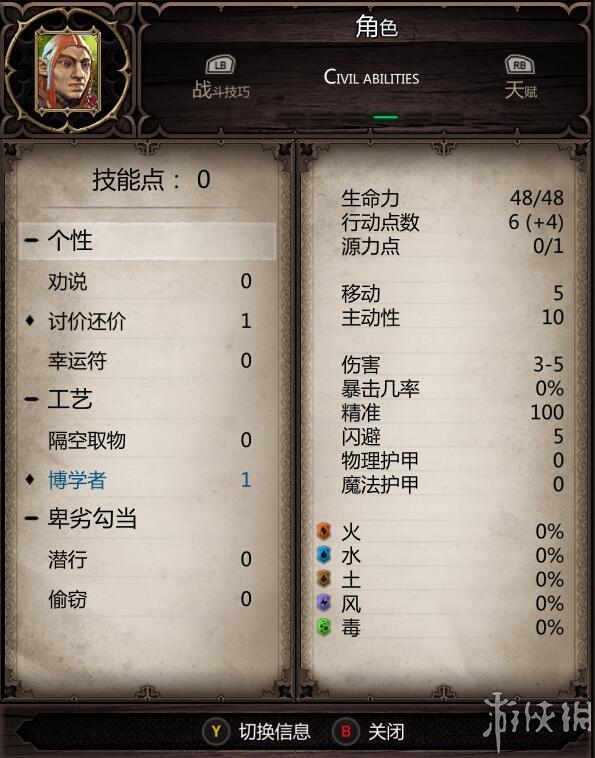 角色
LB
RB
战斗技巧
CIVIL ABILITIES
天赋
技能点： 0
个性
劝说 0
讨价还价 1
幸运符 0
工艺
隔空取物 0
博学者 1
卑劣勾当
潜行 0
偷窃 0
生命力 48/48
行动点数 6 (+4)
源力点 0/1
移动 5
主动性 10
伤害 3-5
暴击几率 0%
精准 100
闪避 5
物理护甲 0
魔法护甲 0
火 0%
水 0%
土 0%
风 0%
毒 0%
Y 切换信息 B 关闭
游侠网